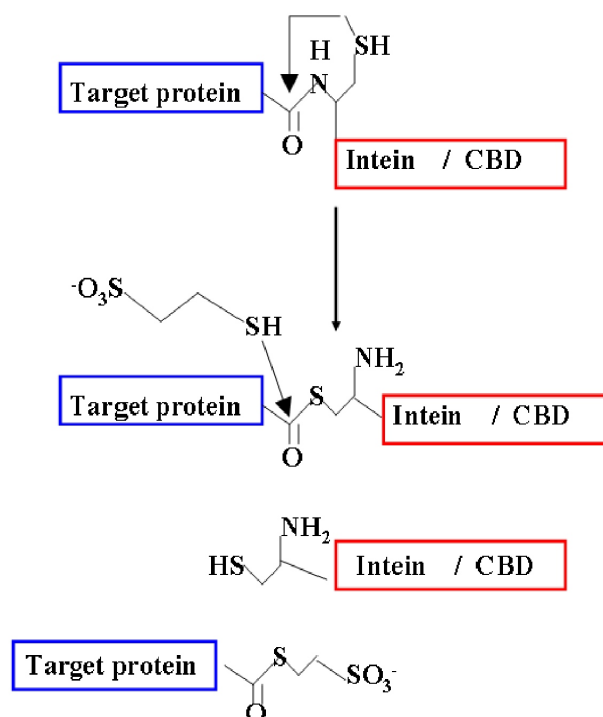 H
SH
Target protein
N
O
Intein / CBD
⁻O₃S
SH
NH₂
Target protein
S
Intein / CBD
O
NH₂
HS
Intein / CBD
Target protein
S
SO₃⁻
O